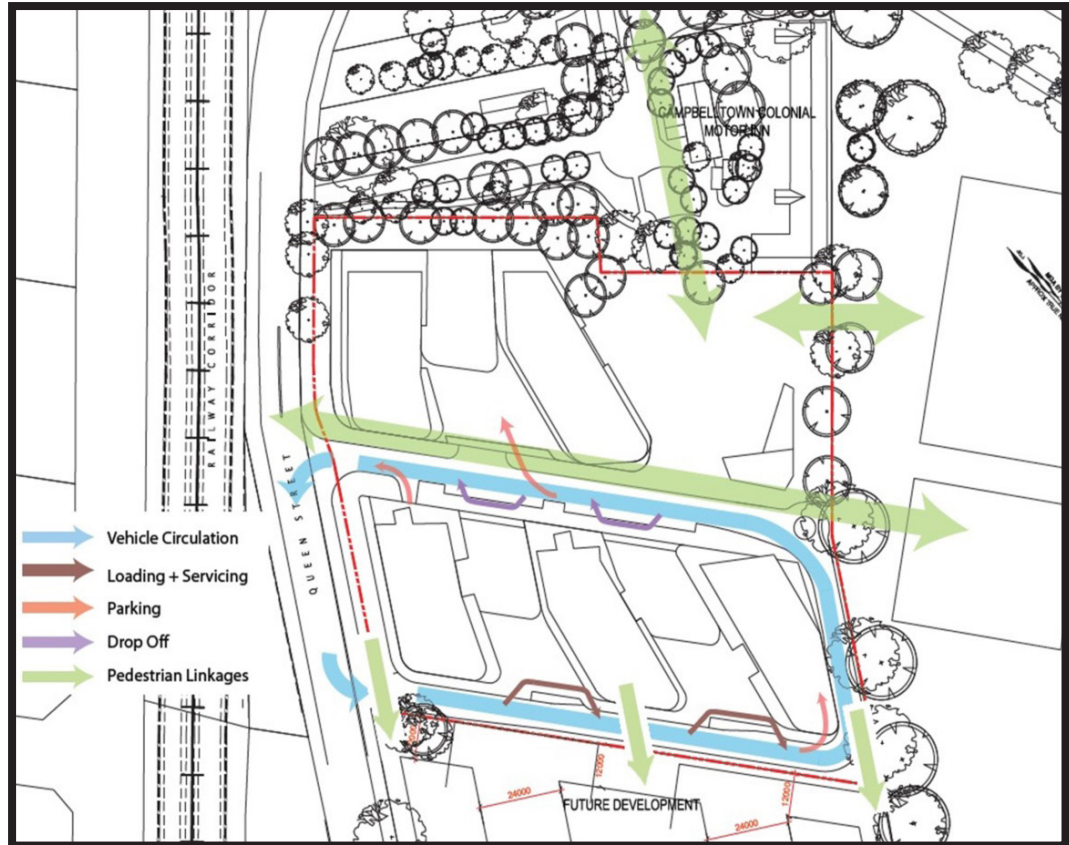 CAMPBELLTOWN COLONIAL
MOTOR INN
RAILWAY CORRIDOR
QUEEN STREET
Vehicle Circulation
Loading + Servicing
Parking
Drop Off
Pedestrian Linkages
12000
24000
FUTURE DEVELOPMENT
12000
24000